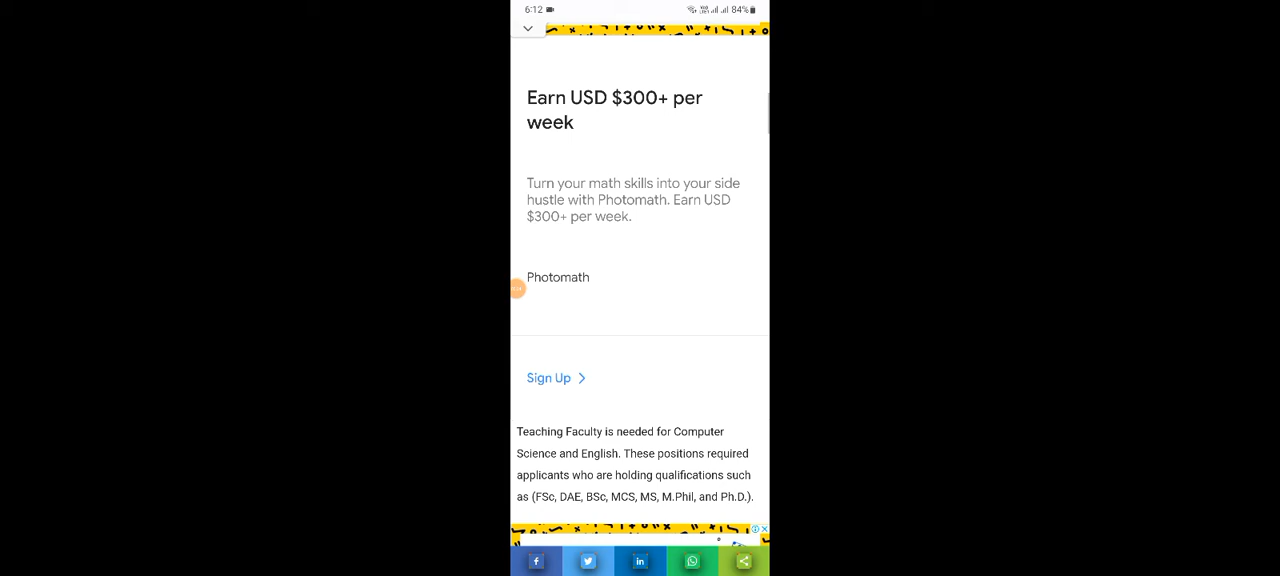 6:12
84%
Earn USD $300+ per
week
Turn your math skills into your side
hustle with Photomath. Earn USD
$300+ per week.
Photomath
Sign Up
Teaching Faculty is needed for Computer
Science and English. These positions required
applicants who are holding qualifications such
as (FSc, DAE, BSc, MCS, MS, M.Phil, and Ph.D.).